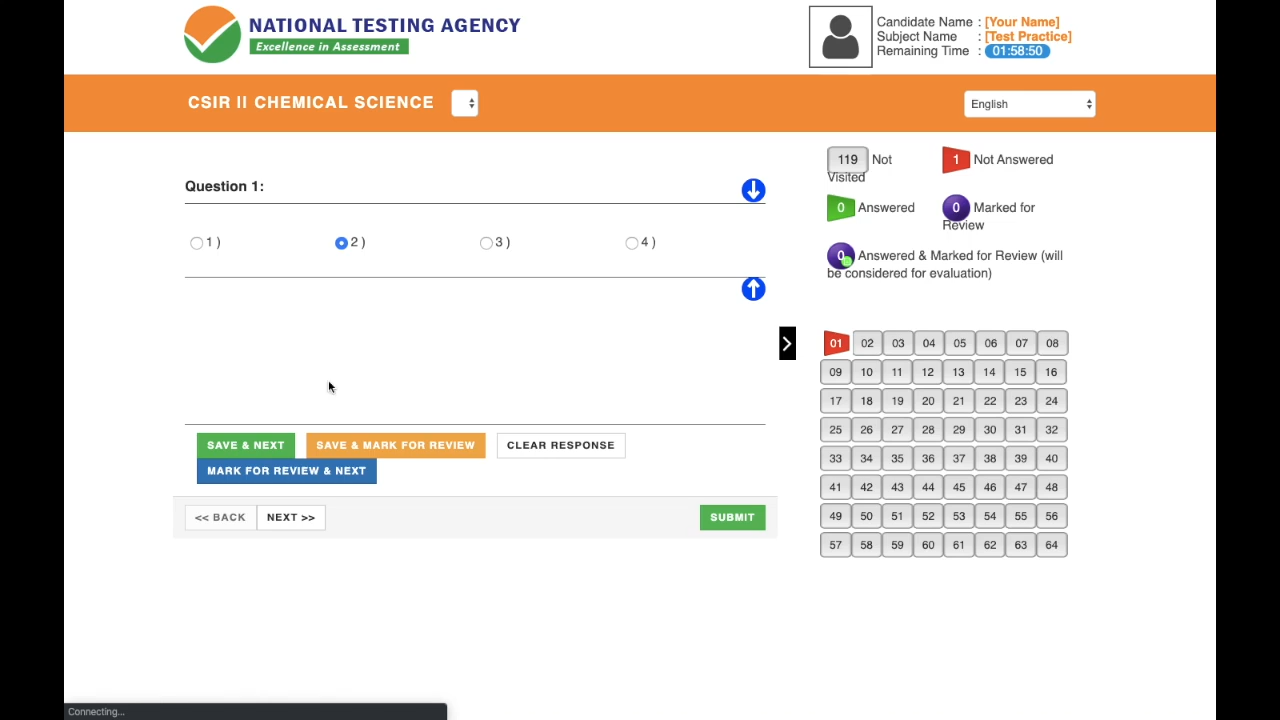 NATIONAL TESTING AGENCY
Excellence in Assessment
Candidate Name : [Your Name]
Subject Name : [Test Practice]
Remaining Time : 01:58:50
CSIR II CHEMICAL SCIENCE
English
Question 1:
1 )
2 )
3 )
4 )
SAVE & NEXT
SAVE & MARK FOR REVIEW
CLEAR RESPONSE
MARK FOR REVIEW & NEXT
<< BACK
NEXT >>
SUBMIT
119 Not
Visited
1 Not Answered
0 Answered
0 Marked for
Review
0 Answered & Marked for Review (will
be considered for evaluation)
01 02 03 04 05 06 07 08
09 10 11 12 13 14 15 16
17 18 19 20 21 22 23 24
25 26 27 28 29 30 31 32
33 34 35 36 37 38 39 40
41 42 43 44 45 46 47 48
49 50 51 52 53 54 55 56
57 58 59 60 61 62 63 64
Connecting...